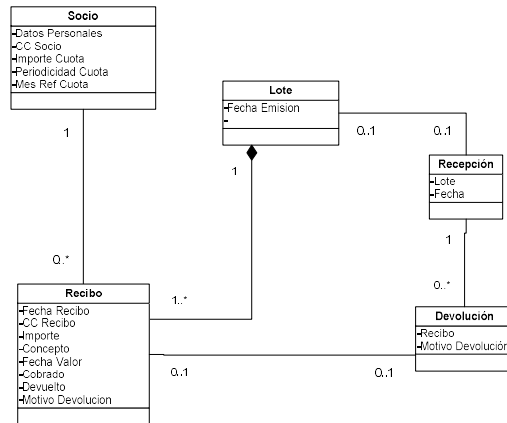 Socio
-Datos Personales
-CC Socio
-Importe Cuota
-Periodicidad Cuota
-Mes Ref Cuota
1
0..*
Lote
-Fecha Emision
-
0..1
0..1
1
1..*
Recepción
-Lote
-Fecha
1
0..*
Recibo
-Fecha Recibo
-CC Recibo
-Importe
-Concepto
-Fecha Valor
-Cobrado
-Devuelto
-Motivo Devolucion
0..1
0..1
Devolución
-Recibo
-Motivo Devolución